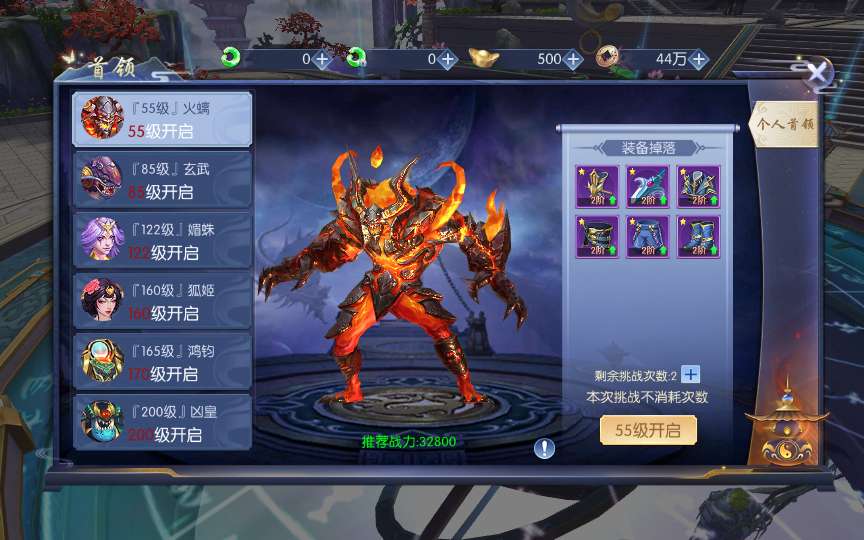 首领
0
0
500
44万
『55级』火螭
55级开启
『85级』玄武
85级开启
『122级』媚蛛
122级开启
『160级』狐姬
160级开启
『165级』鸿钧
170级开启
『200级』凶皇
200级开启
个人首领
装备掉落
2阶
2阶
2阶
2阶
2阶
2阶
剩余挑战次数:2
本次挑战不消耗次数
55级开启
推荐战力:32800